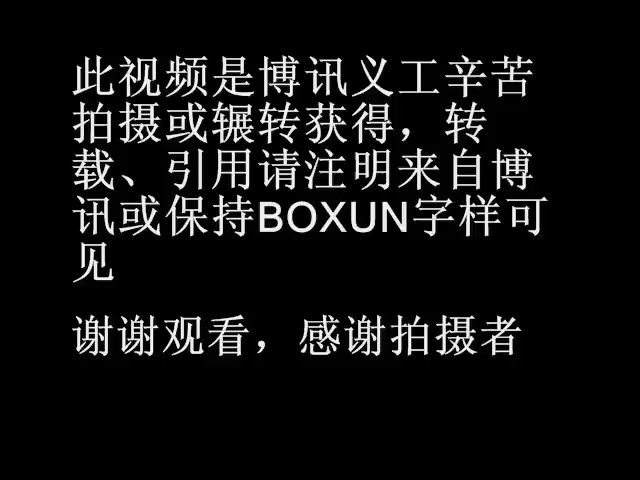 此视频是博讯义工辛苦
拍摄或辗转获得，转
载、引用请注明来自博
讯或保持BOXUN字样可
见
谢谢观看，感谢拍摄者